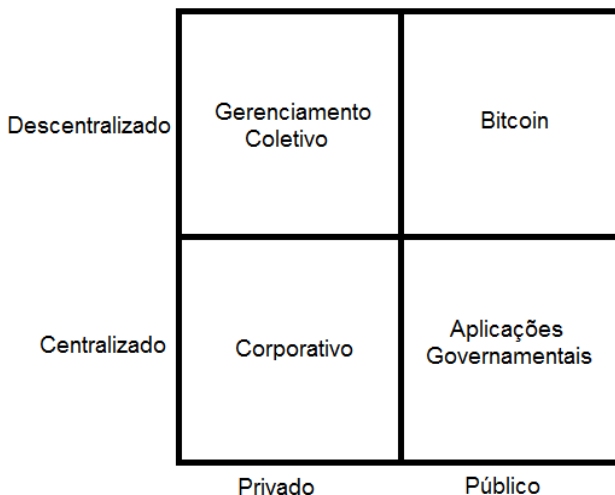 Descentralizado
Gerenciamento
Coletivo
Bitcoin
Centralizado
Corporativo
Aplicações
Governamentais
Privado
Público